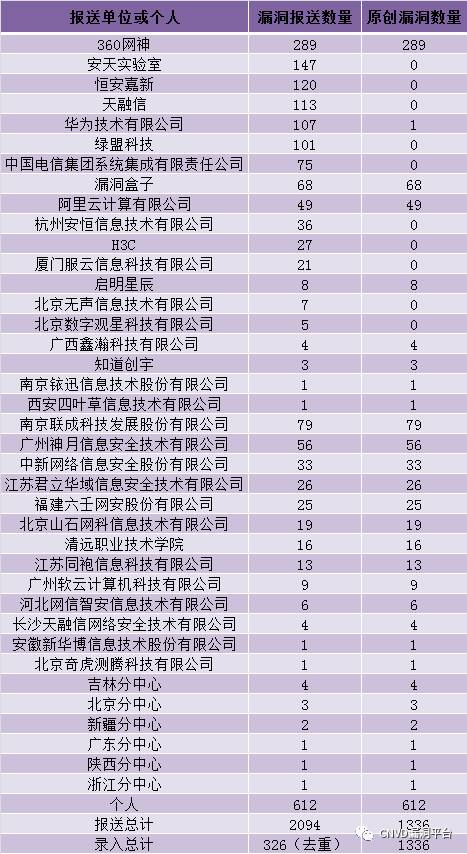 报送单位或个人 漏洞报送数量 原创漏洞数量
360网神 289 289
安天实验室 147 0
恒安嘉新 120 0
天融信 113 0
华为技术有限公司 107 1
绿盟科技 101 0
中国电信集团系统集成有限责任公司 75 0
漏洞盒子 68 68
阿里云计算有限公司 49 49
杭州安恒信息技术有限公司 36 0
H3C 27 0
厦门服云信息科技有限公司 21 0
启明星辰 8 8
北京无声信息技术有限公司 7 0
北京数字观星科技有限公司 5 0
广西鑫瀚科技有限公司 4 4
知道创宇 3 3
南京铱迅信息技术股份有限公司 1 1
西安四叶草信息技术有限公司 1 1
南京联成科技发展股份有限公司 79 79
广州神月信息安全技术有限公司 56 56
中新网络信息安全股份有限公司 33 33
江苏君立华域信息安全技术有限公司 26 26
福建六壬网安股份有限公司 25 25
北京山石网科信息技术有限公司 19 19
清远职业技术学院 16 16
江苏同袍信息科技有限公司 13 13
广州软云计算机科技有限公司 9 9
河北网信智安信息技术有限公司 6 6
长沙天融信网络安全技术有限公司 4 4
安徽新华博信息技术股份有限公司 1 1
北京奇虎测腾科技有限公司 1 1
吉林分中心 4 4
北京分中心 3 3
新疆分中心 2 2
广东分中心 1 1
陕西分中心 1 1
浙江分中心 1 1
个人 612 612
报送总计 2094 1336
录入总计 326（去重） 1336
CNVD漏洞平台